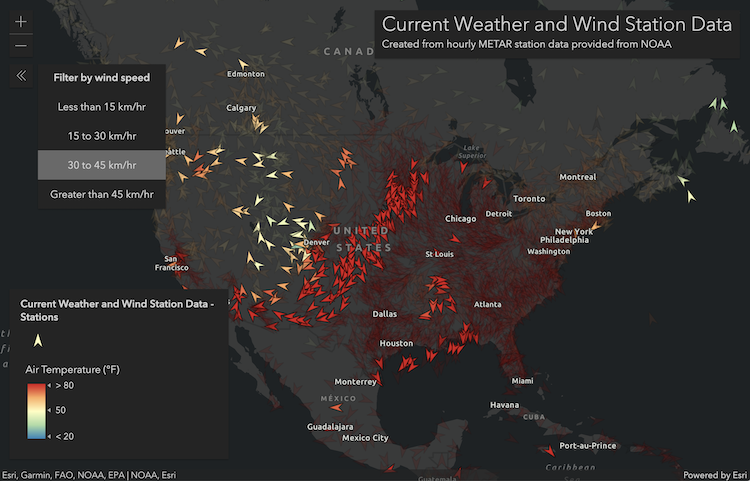 Current Weather and Wind Station Data
Created from hourly METAR station data provided from NOAA
+
−
Filter by wind speed
Less than 15 km/hr
15 to 30 km/hr
30 to 45 km/hr
Greater than 45 km/hr
CANAD
Edmonton
Calgary
ouver
attle
Lake
Superior
Montreal
Toronto
Chicago
Detroit
Boston
New York
Philadelphia
Washington
UNITED
STATES
Denver
St Louis
San
Francisco
Atlanta
Dallas
Houston
Monterrey
Miami
MÉXICO
Havana
CUBA
Guadalajara
Mexico City
Port-au-Prince
Caribbean
Guatemala
Current Weather and Wind Station Data -
Stations
Air Temperature (°F)
> 80
50
< 20
Esri, Garmin, FAO, NOAA, EPA | NOAA, Esri
Powered by Esri